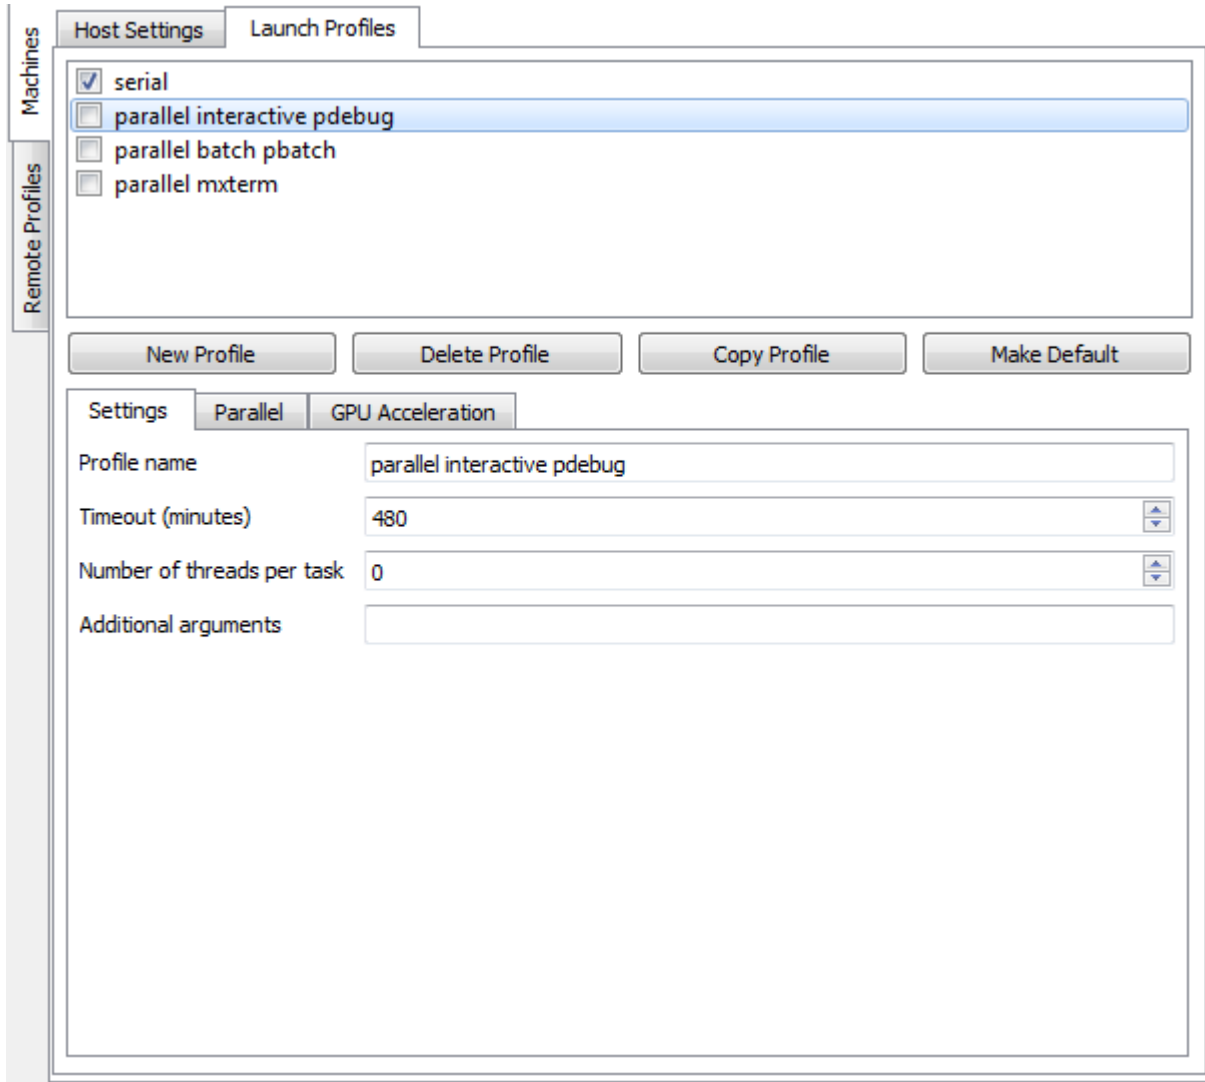 Machines
Remote Profiles
Host Settings Launch Profiles
serial
parallel interactive pdebug
parallel batch pbatch
parallel mxterm
New Profile Delete Profile Copy Profile Make Default
Settings Parallel GPU Acceleration
Profile name parallel interactive pdebug
Timeout (minutes) 480
Number of threads per task 0
Additional arguments